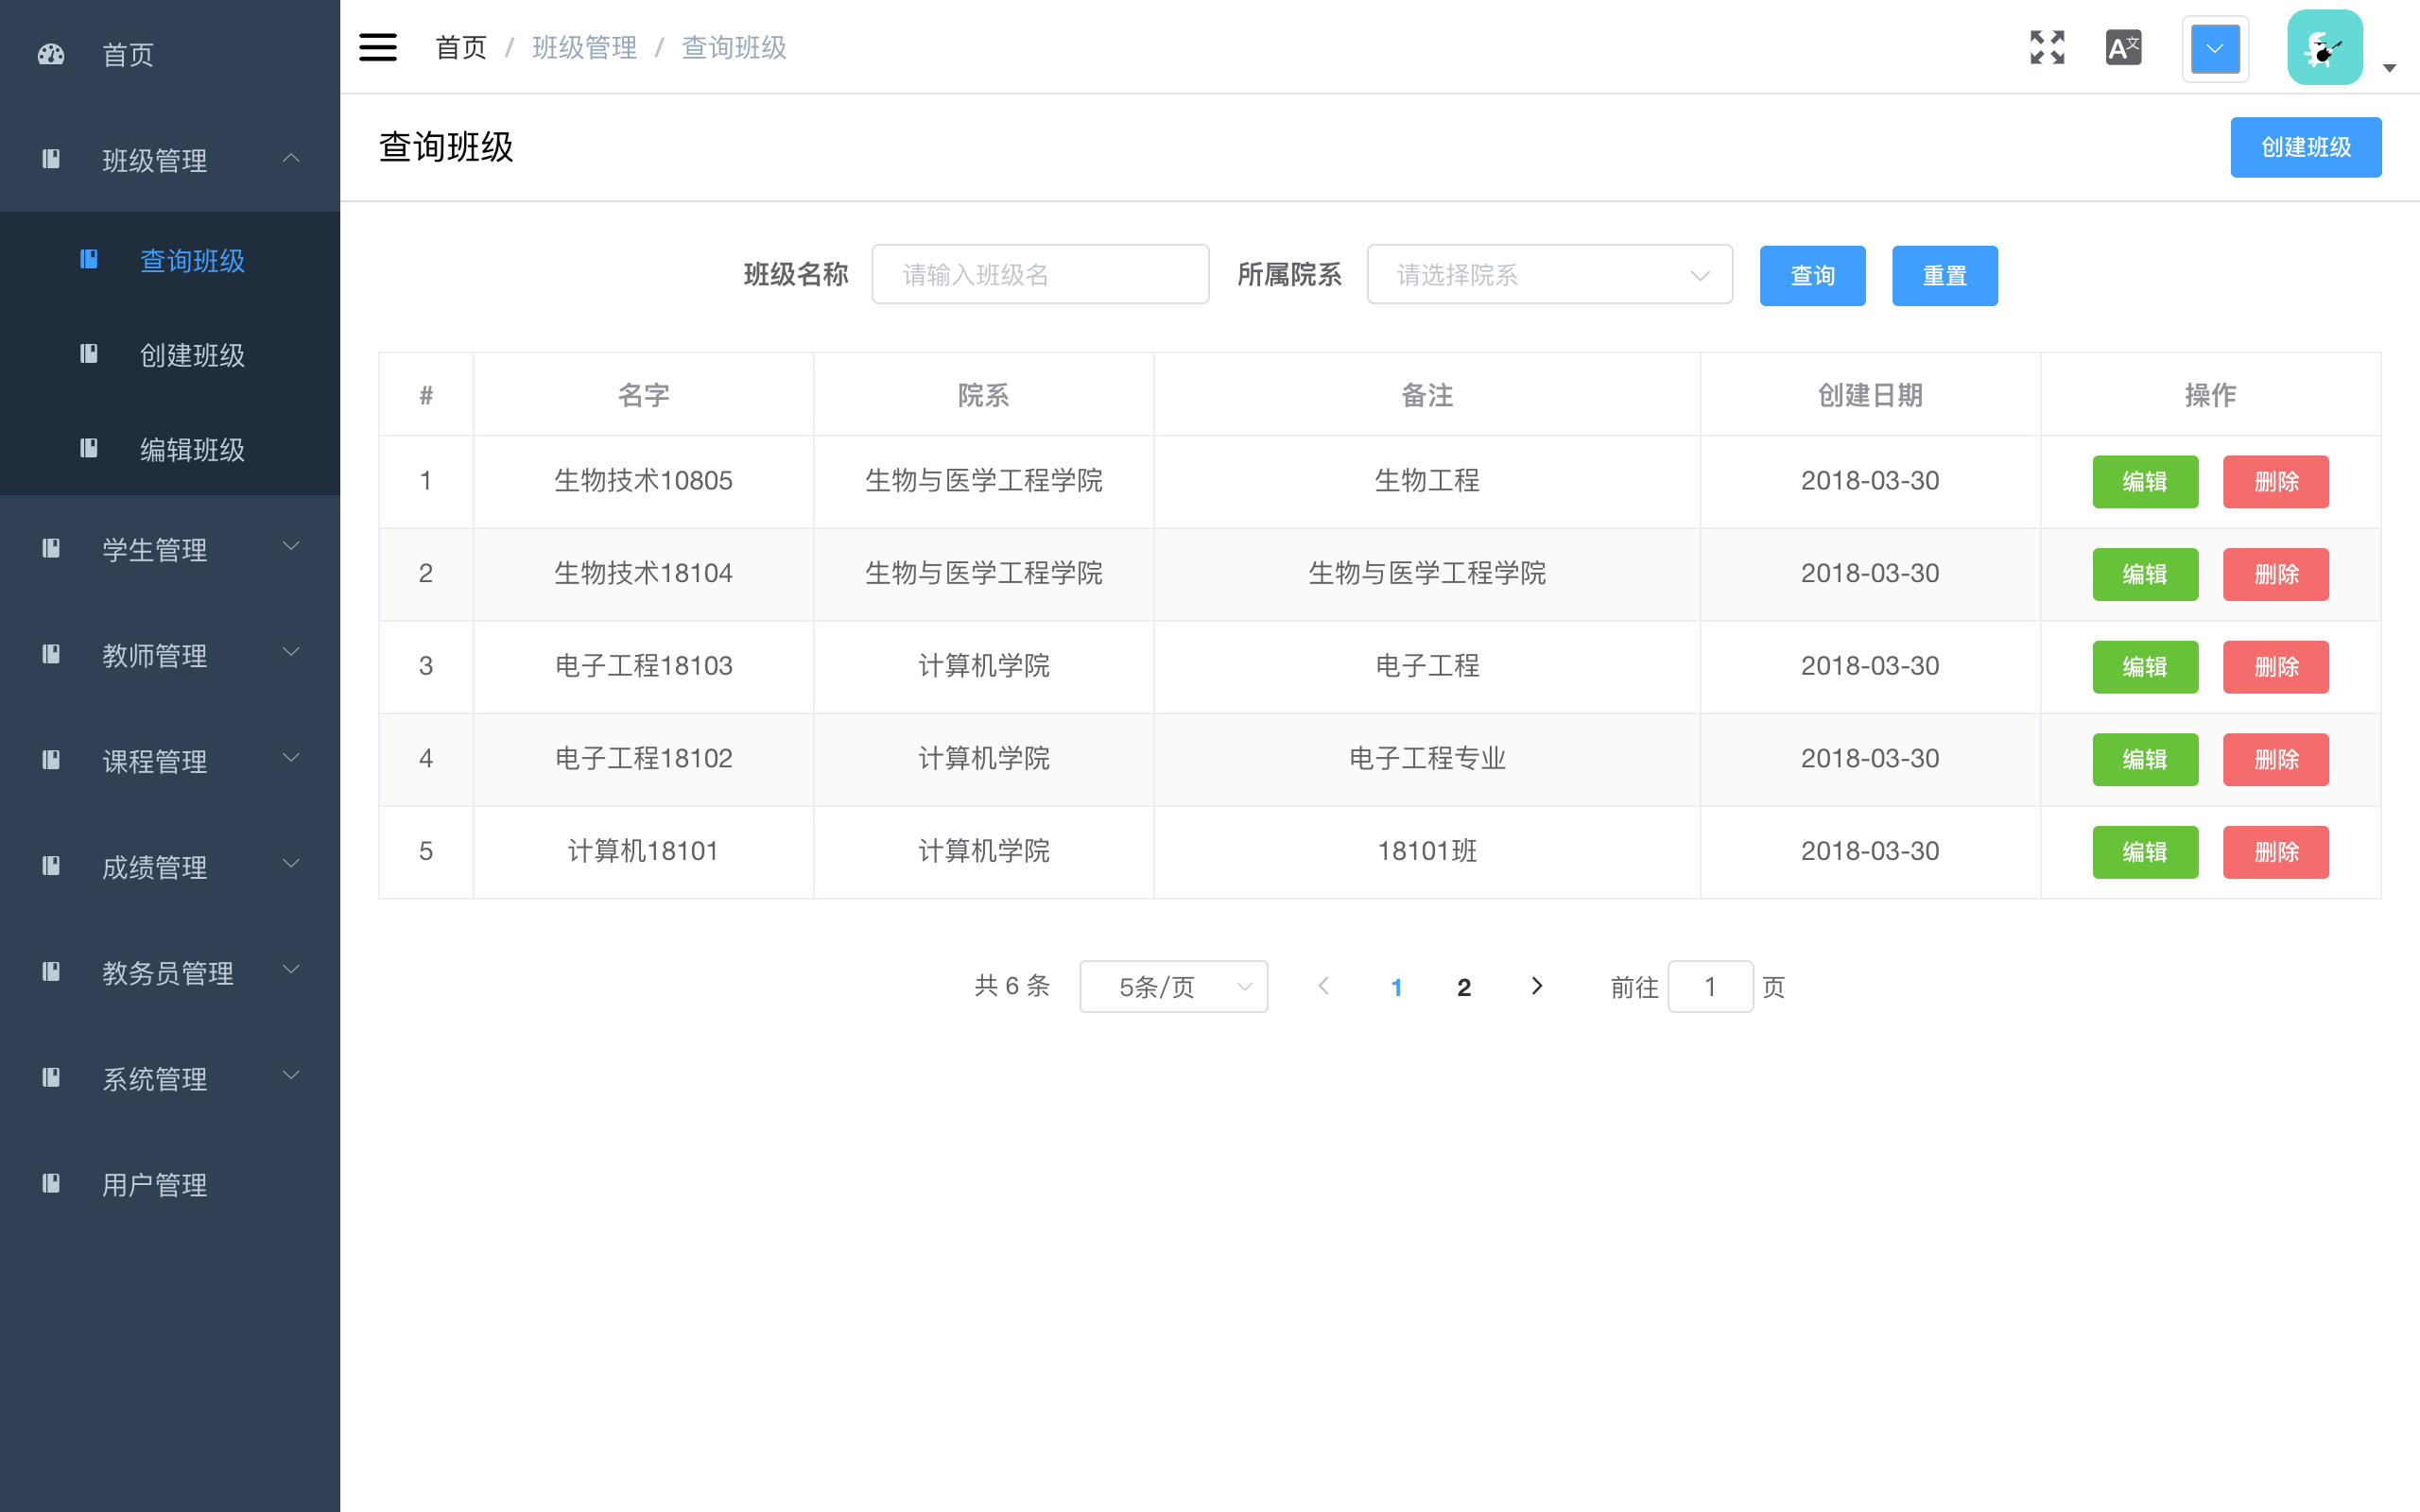 首页
班级管理
查询班级
创建班级
编辑班级
学生管理
教师管理
课程管理
成绩管理
教务员管理
系统管理
用户管理
首页 / 班级管理 / 查询班级
A文
查询班级
创建班级
班级名称 请输入班级名 所属院系 请选择院系 查询 重置
# 名字 院系 备注 创建日期 操作
1 生物技术10805 生物与医学工程学院 生物工程 2018-03-30 编辑 删除
2 生物技术18104 生物与医学工程学院 生物与医学工程学院 2018-03-30 编辑 删除
3 电子工程18103 计算机学院 电子工程 2018-03-30 编辑 删除
4 电子工程18102 计算机学院 电子工程专业 2018-03-30 编辑 删除
5 计算机18101 计算机学院 18101班 2018-03-30 编辑 删除
共 6 条 5条/页 1 2 前往 1 页